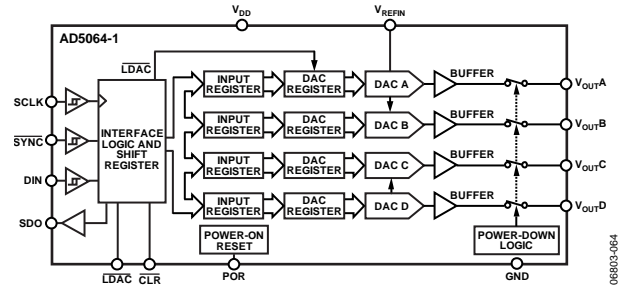 VDD
VREFIN
AD5064-1
LDAC
SCLK
SYNC
DIN
SDO
INTERFACE
LOGIC AND
SHIFT
REGISTER
INPUT
REGISTER
DAC
REGISTER
DAC A
BUFFER
VOUTA
INPUT
REGISTER
DAC
REGISTER
DAC B
BUFFER
VOUTB
INPUT
REGISTER
DAC
REGISTER
DAC C
BUFFER
VOUTC
INPUT
REGISTER
DAC
REGISTER
DAC D
BUFFER
VOUTD
POWER-ON
RESET
POWER-DOWN
LOGIC
LDAC
CLR
POR
GND
06803-064